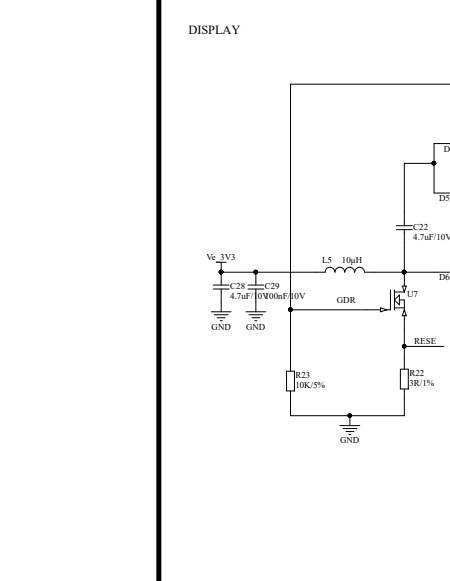 DISPLAY
D
D5
C22
4.7uF/10V
Ve_3V3
L5 10μH
D6
C28
4.7uF/10V
C29
100nF/10V
GDR
U7
GND
GND
RESE
R23
10K/5%
R22
3R/1%
GND